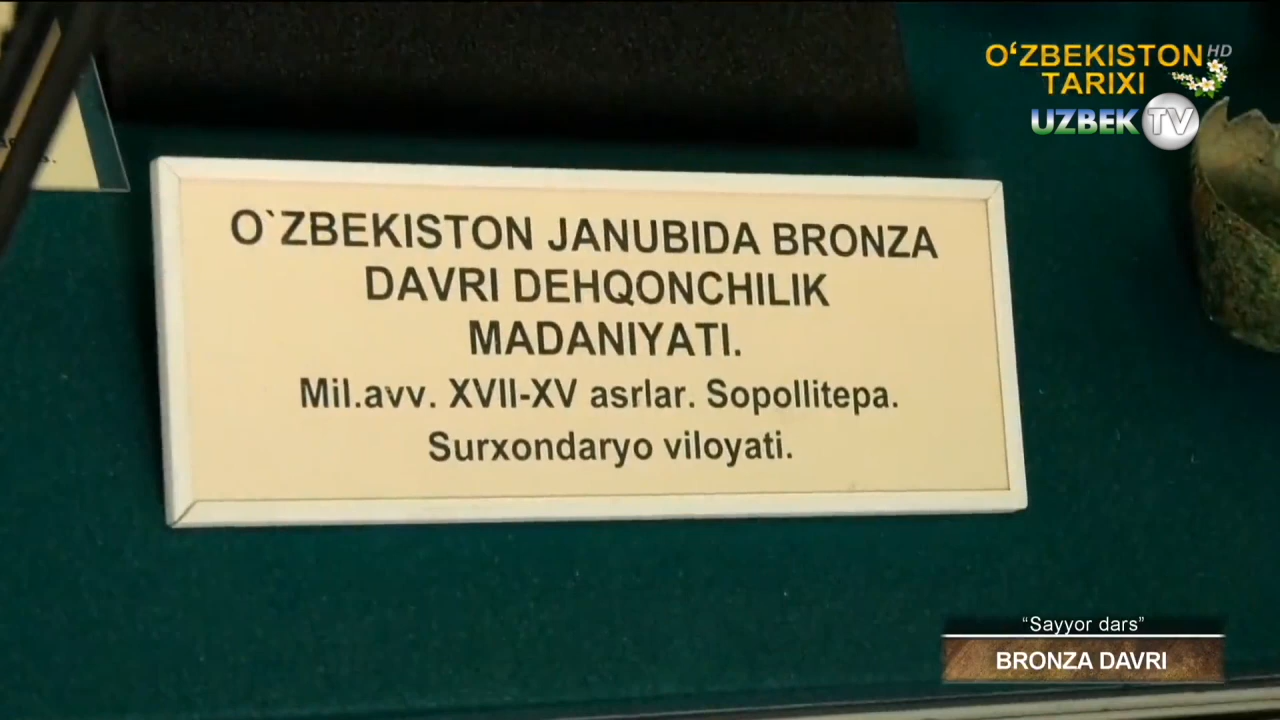 O‘ZBEKISTON HD
TARIXI
UZBEK TV
O`ZBEKISTON JANUBIDA BRONZA
DAVRI DEHQONCHILIK
MADANIYATI.
Mil.avv. XVII-XV asrlar. Sopollitepa.
Surxondaryo viloyati.
“Sayyor dars”
BRONZA DAVRI